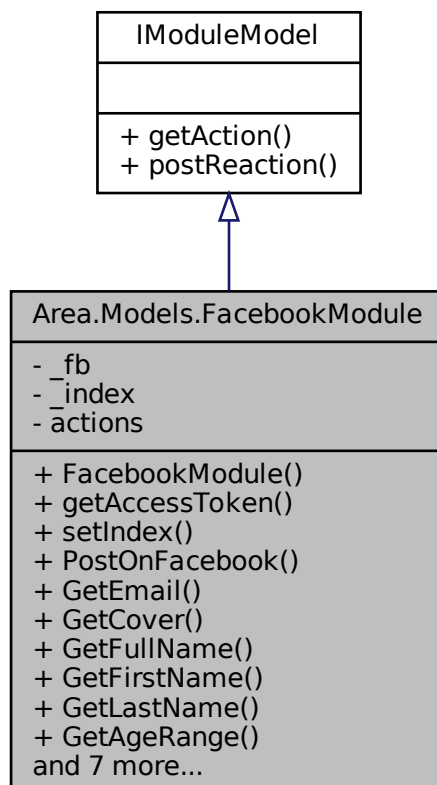 IModuleModel
+ getAction()
+ postReaction()
Area.Models.FacebookModule
- _fb
- _index
- actions
+ FacebookModule()
+ getAccessToken()
+ setIndex()
+ PostOnFacebook()
+ GetEmail()
+ GetCover()
+ GetFullName()
+ GetFirstName()
+ GetLastName()
+ GetAgeRange()
and 7 more...